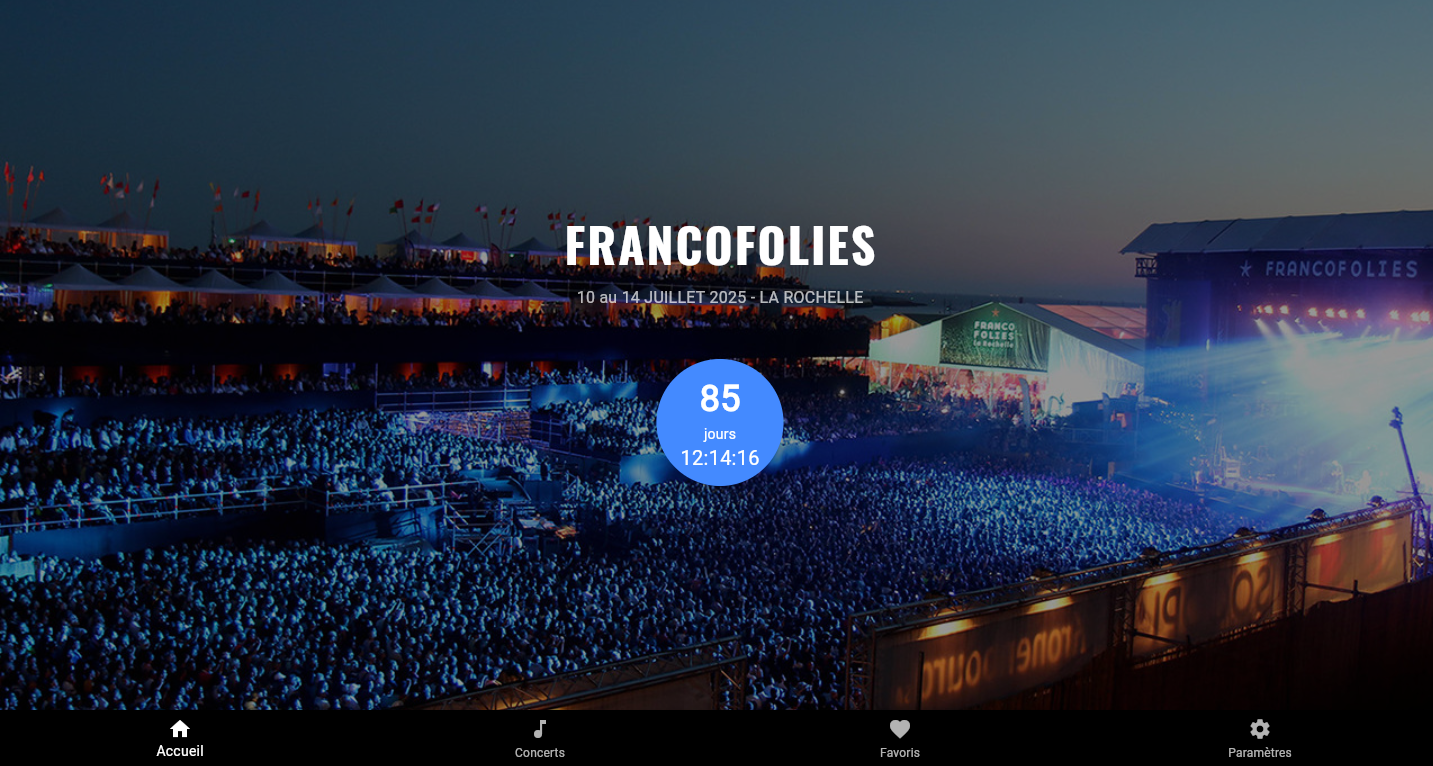 FRANCOFOLIES
10 au 14 JUILLET 2025 - LA ROCHELLE
FRANCOFOLIES
FRANCO
FOLIES
la Rochelle
85
jours
12:14:16
Accueil
Concerts
Favoris
Paramètres